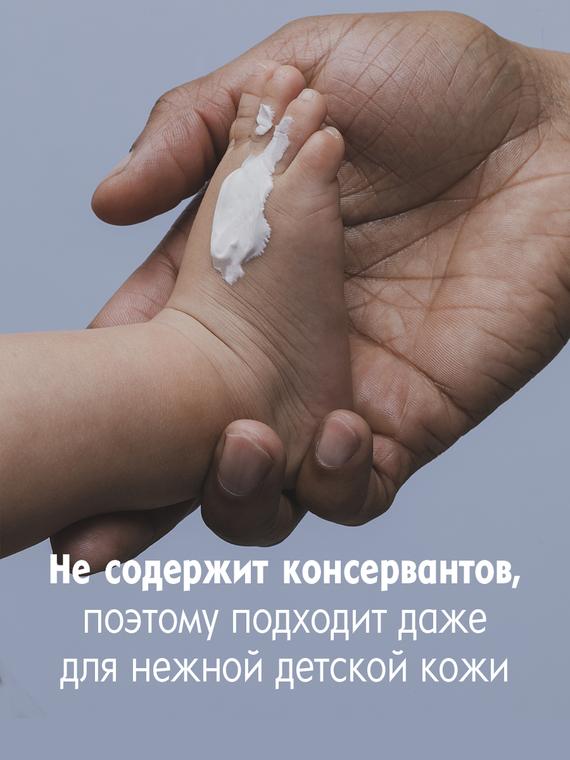 Не содержит консервантов,
поэтому подходит даже
для нежной детской кожи